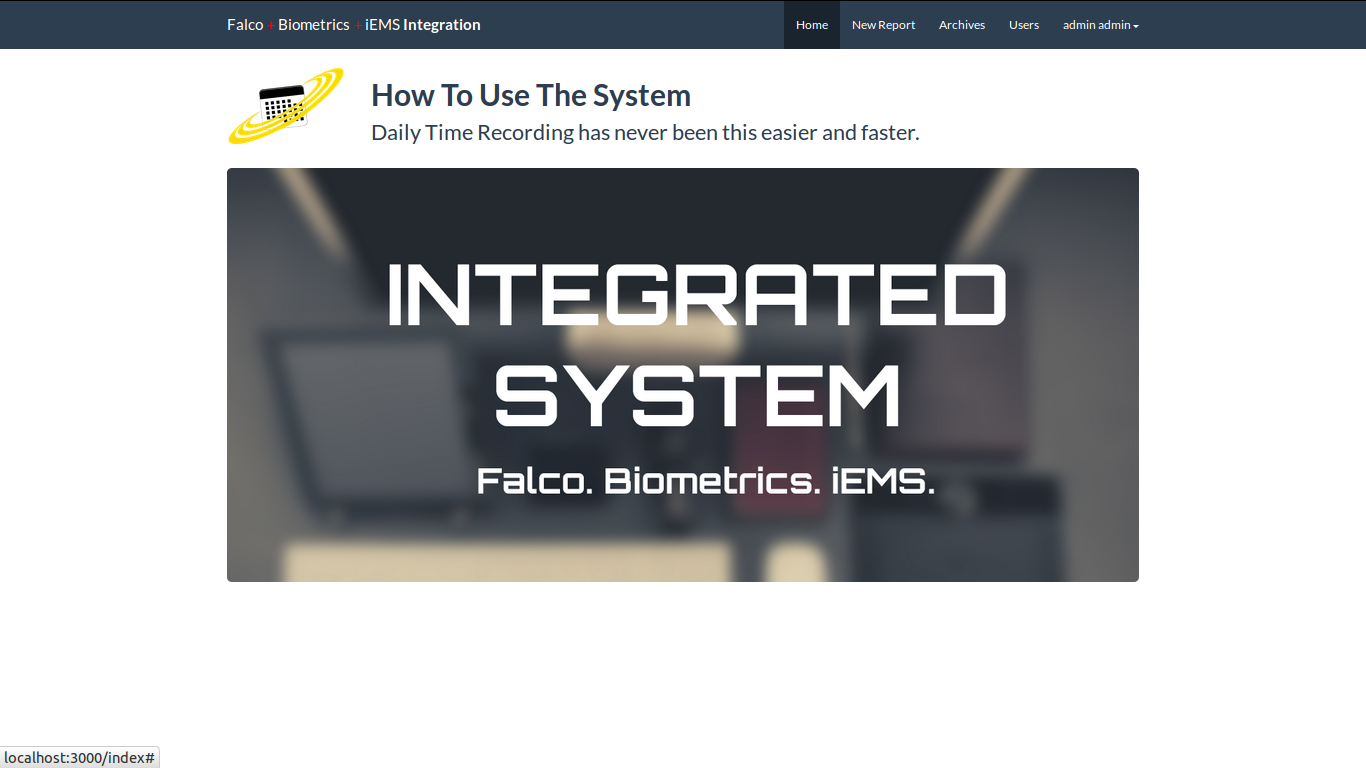 Falco + Biometrics + iEMS Integration
Home New Report Archives Users admin admin
How To Use The System
Daily Time Recording has never been this easier and faster.
INTEGRATED
SYSTEM
Falco. Biometrics. iEMS.
localhost:3000/index#